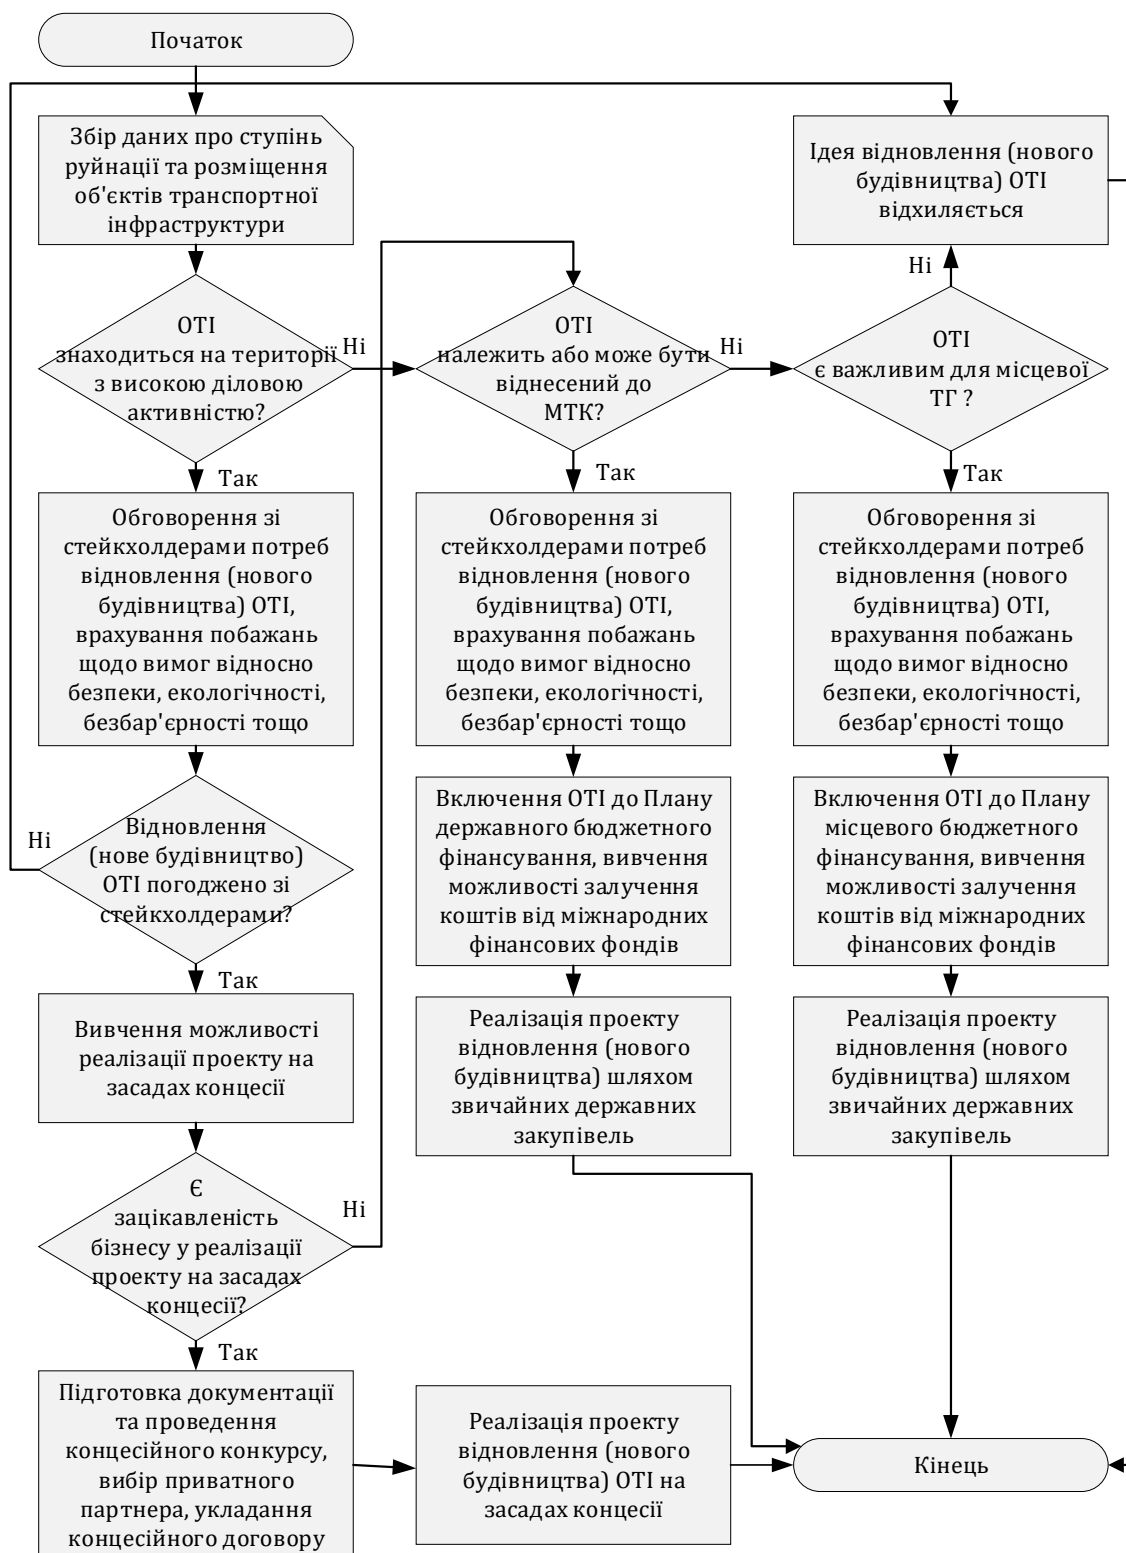 Початок
Збір даних про ступінь
руйнації та розміщення
об'єктів транспортної
інфраструктури
Ідея відновлення (нового
будівництва) ОТІ
відхиляється
ОТІ
знаходиться на території
з високою діловою
активністю?
Ні
ОТІ
належить або може бути
віднесений до
МТК?
Ні
ОТІ
є важливим для місцевої
ТГ ?
Ні
Так
Так
Так
Обговорення зі
стейкхолдерами потреб
відновлення (нового
будівництва) ОТІ,
врахування побажань
щодо вимог відносно
безпеки, екологічності,
безбар'єрності тощо
Обговорення зі
стейкхолдерами потреб
відновлення (нового
будівництва) ОТІ,
врахування побажань
щодо вимог відносно
безпеки, екологічності,
безбар'єрності тощо
Обговорення зі
стейкхолдерами потреб
відновлення (нового
будівництва) ОТІ,
врахування побажань
щодо вимог відносно
безпеки, екологічності,
безбар'єрності тощо
Ні
Відновлення
(нове будівництво)
ОТІ погоджено зі
стейкхолдерами?
Включення ОТІ до Плану
державного бюджетного
фінансування, вивчення
можливості залучення
коштів від міжнародних
фінансових фондів
Включення ОТІ до Плану
місцевого бюджетного
фінансування, вивчення
можливості залучення
коштів від міжнародних
фінансових фондів
Так
Вивчення можливості
реалізації проекту на
засадах концесії
Реалізація проекту
відновлення (нового
будівництва) шляхом
звичайних державних
закупівель
Реалізація проекту
відновлення (нового
будівництва) шляхом
звичайних державних
закупівель
Є
зацікавленість
бізнесу у реалізації
проекту на засадах
концесії?
Ні
Так
Підготовка документації
та проведення
концесійного конкурсу,
вибір приватного
партнера, укладання
концесійного договору
Реалізація проекту
відновлення (нового
будівництва) ОТІ на
засадах концесії
Кінець